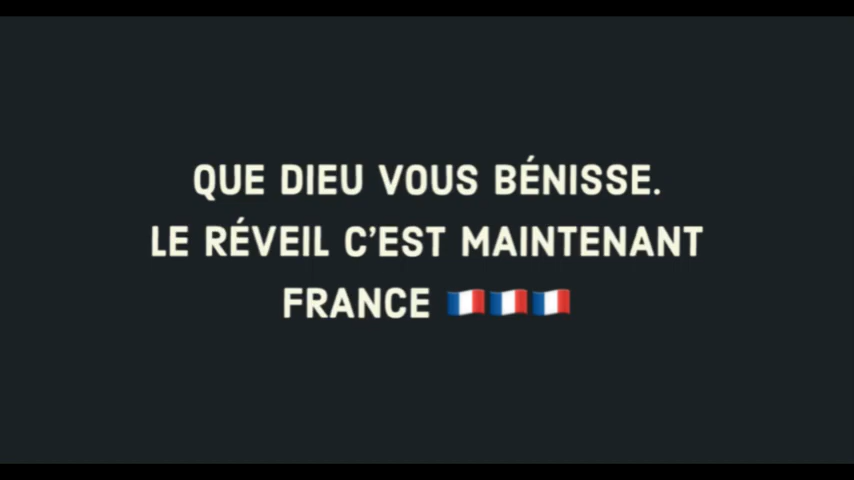 QUE DIEU VOUS BÉNISSE.
LE RÉVEIL C’EST MAINTENANT
FRANCE 🇫🇷🇫🇷🇫🇷